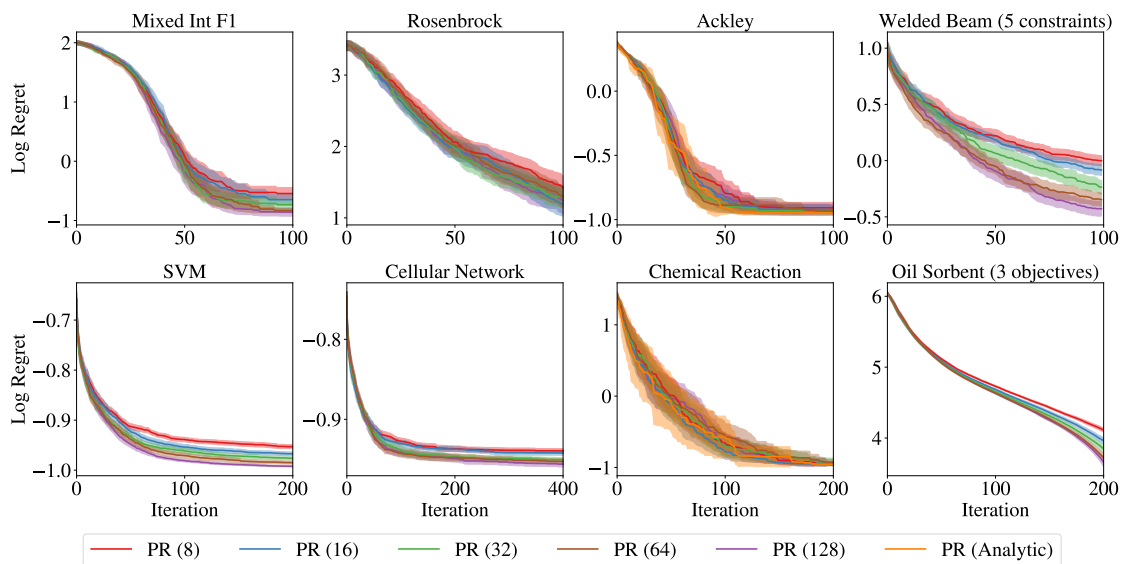 Mixed Int F1
Rosenbrock
Ackley
Welded Beam (5 constraints)
Log Regret
2
1
0
−1
0
50
100
3
2
1
0
50
100
0.0
−0.5
−1.0
0
50
100
1.0
0.5
0.0
−0.5
0
50
100
SVM
Cellular Network
Chemical Reaction
Oil Sorbent (3 objectives)
Log Regret
−0.7
−0.8
−0.9
−1.0
0
100
200
Iteration
−0.8
−0.9
0
200
400
Iteration
1
0
−1
0
100
200
Iteration
6
5
4
0
100
200
Iteration
PR (8)
PR (16)
PR (32)
PR (64)
PR (128)
PR (Analytic)